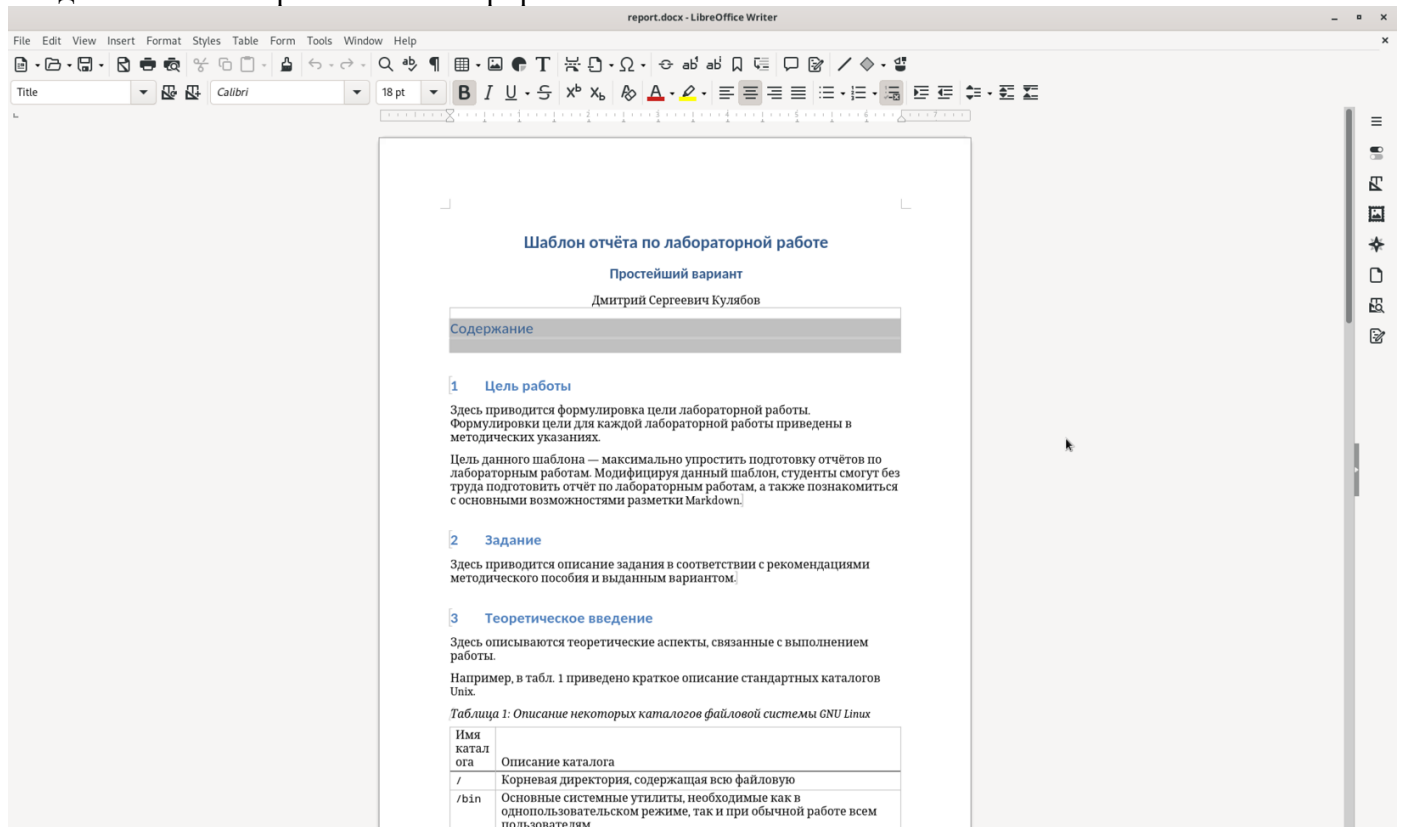 report.docx - LibreOffice Writer
File Edit View Insert Format Styles Table Form Tools Window Help
Title
Calibri
18 pt
Шаблон отчёта по лабораторной работе
Простейший вариант
Дмитрий Сергеевич Кулябов
Содержание
1 Цель работы
Здесь приводится формулировка цели лабораторной работы.
Формулировки цели для каждой лабораторной работы приведены в
методических указаниях.
Цель данного шаблона — максимально упростить подготовку отчётов по
лабораторным работам. Модифицируя данный шаблон, студенты смогут без
труда подготовить отчёт по лабораторным работам, а также познакомиться
с основными возможностями разметки Markdown.
2 Задание
Здесь приводится описание задания в соответствии с рекомендациями
методического пособия и выданным вариантом.
3 Теоретическое введение
Здесь описываются теоретические аспекты, связанные с выполнением
работы.
Например, в табл. 1 приведено краткое описание стандартных каталогов
Unix.
Таблица 1: Описание некоторых каталогов файловой системы GNU Linux
Имя
катал
ога Описание каталога
/ Корневая директория, содержащая всю файловую
/bin Основные системные утилиты, необходимые как в
однопользовательском режиме, так и при обычной работе всем
пользователям